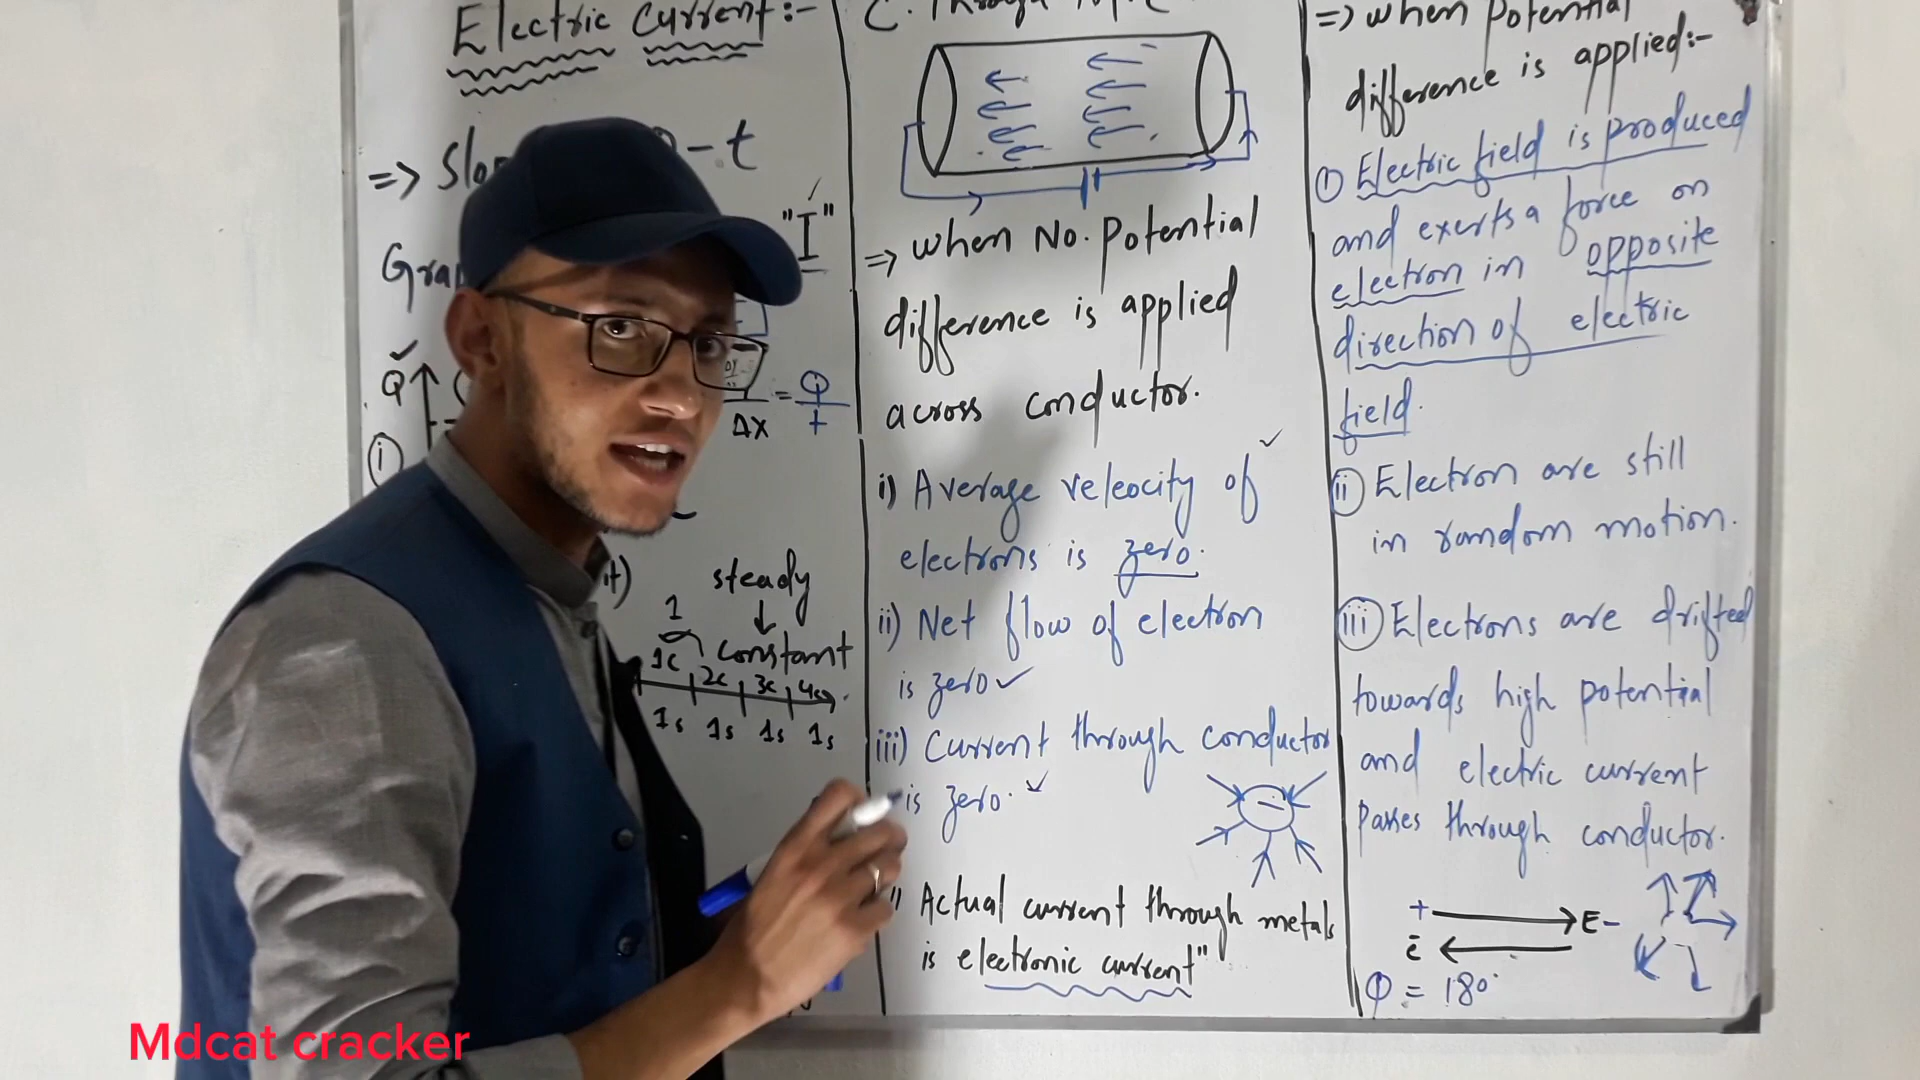 Electric Current:-
=> Slo - t
"I"
Gra
Q
ΔX = Q
t
i
it) steady
1 ↓
constant
1c 2c 3c 4c
1s 1s 1s 1s
=> when No. potential
difference is applied
across conductor.
i) Average veleocity of
electrons is zero.
ii) Net flow of electron
is zero ✓
iii) Current through conductor
is zero. ✓
" Actual current through metals
is electronic current"
=> when potential
difference is applied:-
i Electric field is produced
and exerts a force on
electron in opposite
direction of electric
field.
ii Electron are still
in random motion.
iii Electrons are drifted
towards high potential
and electric current
passes through conductor.
+ → E -
ē ←
φ = 180°
Mdcat cracker